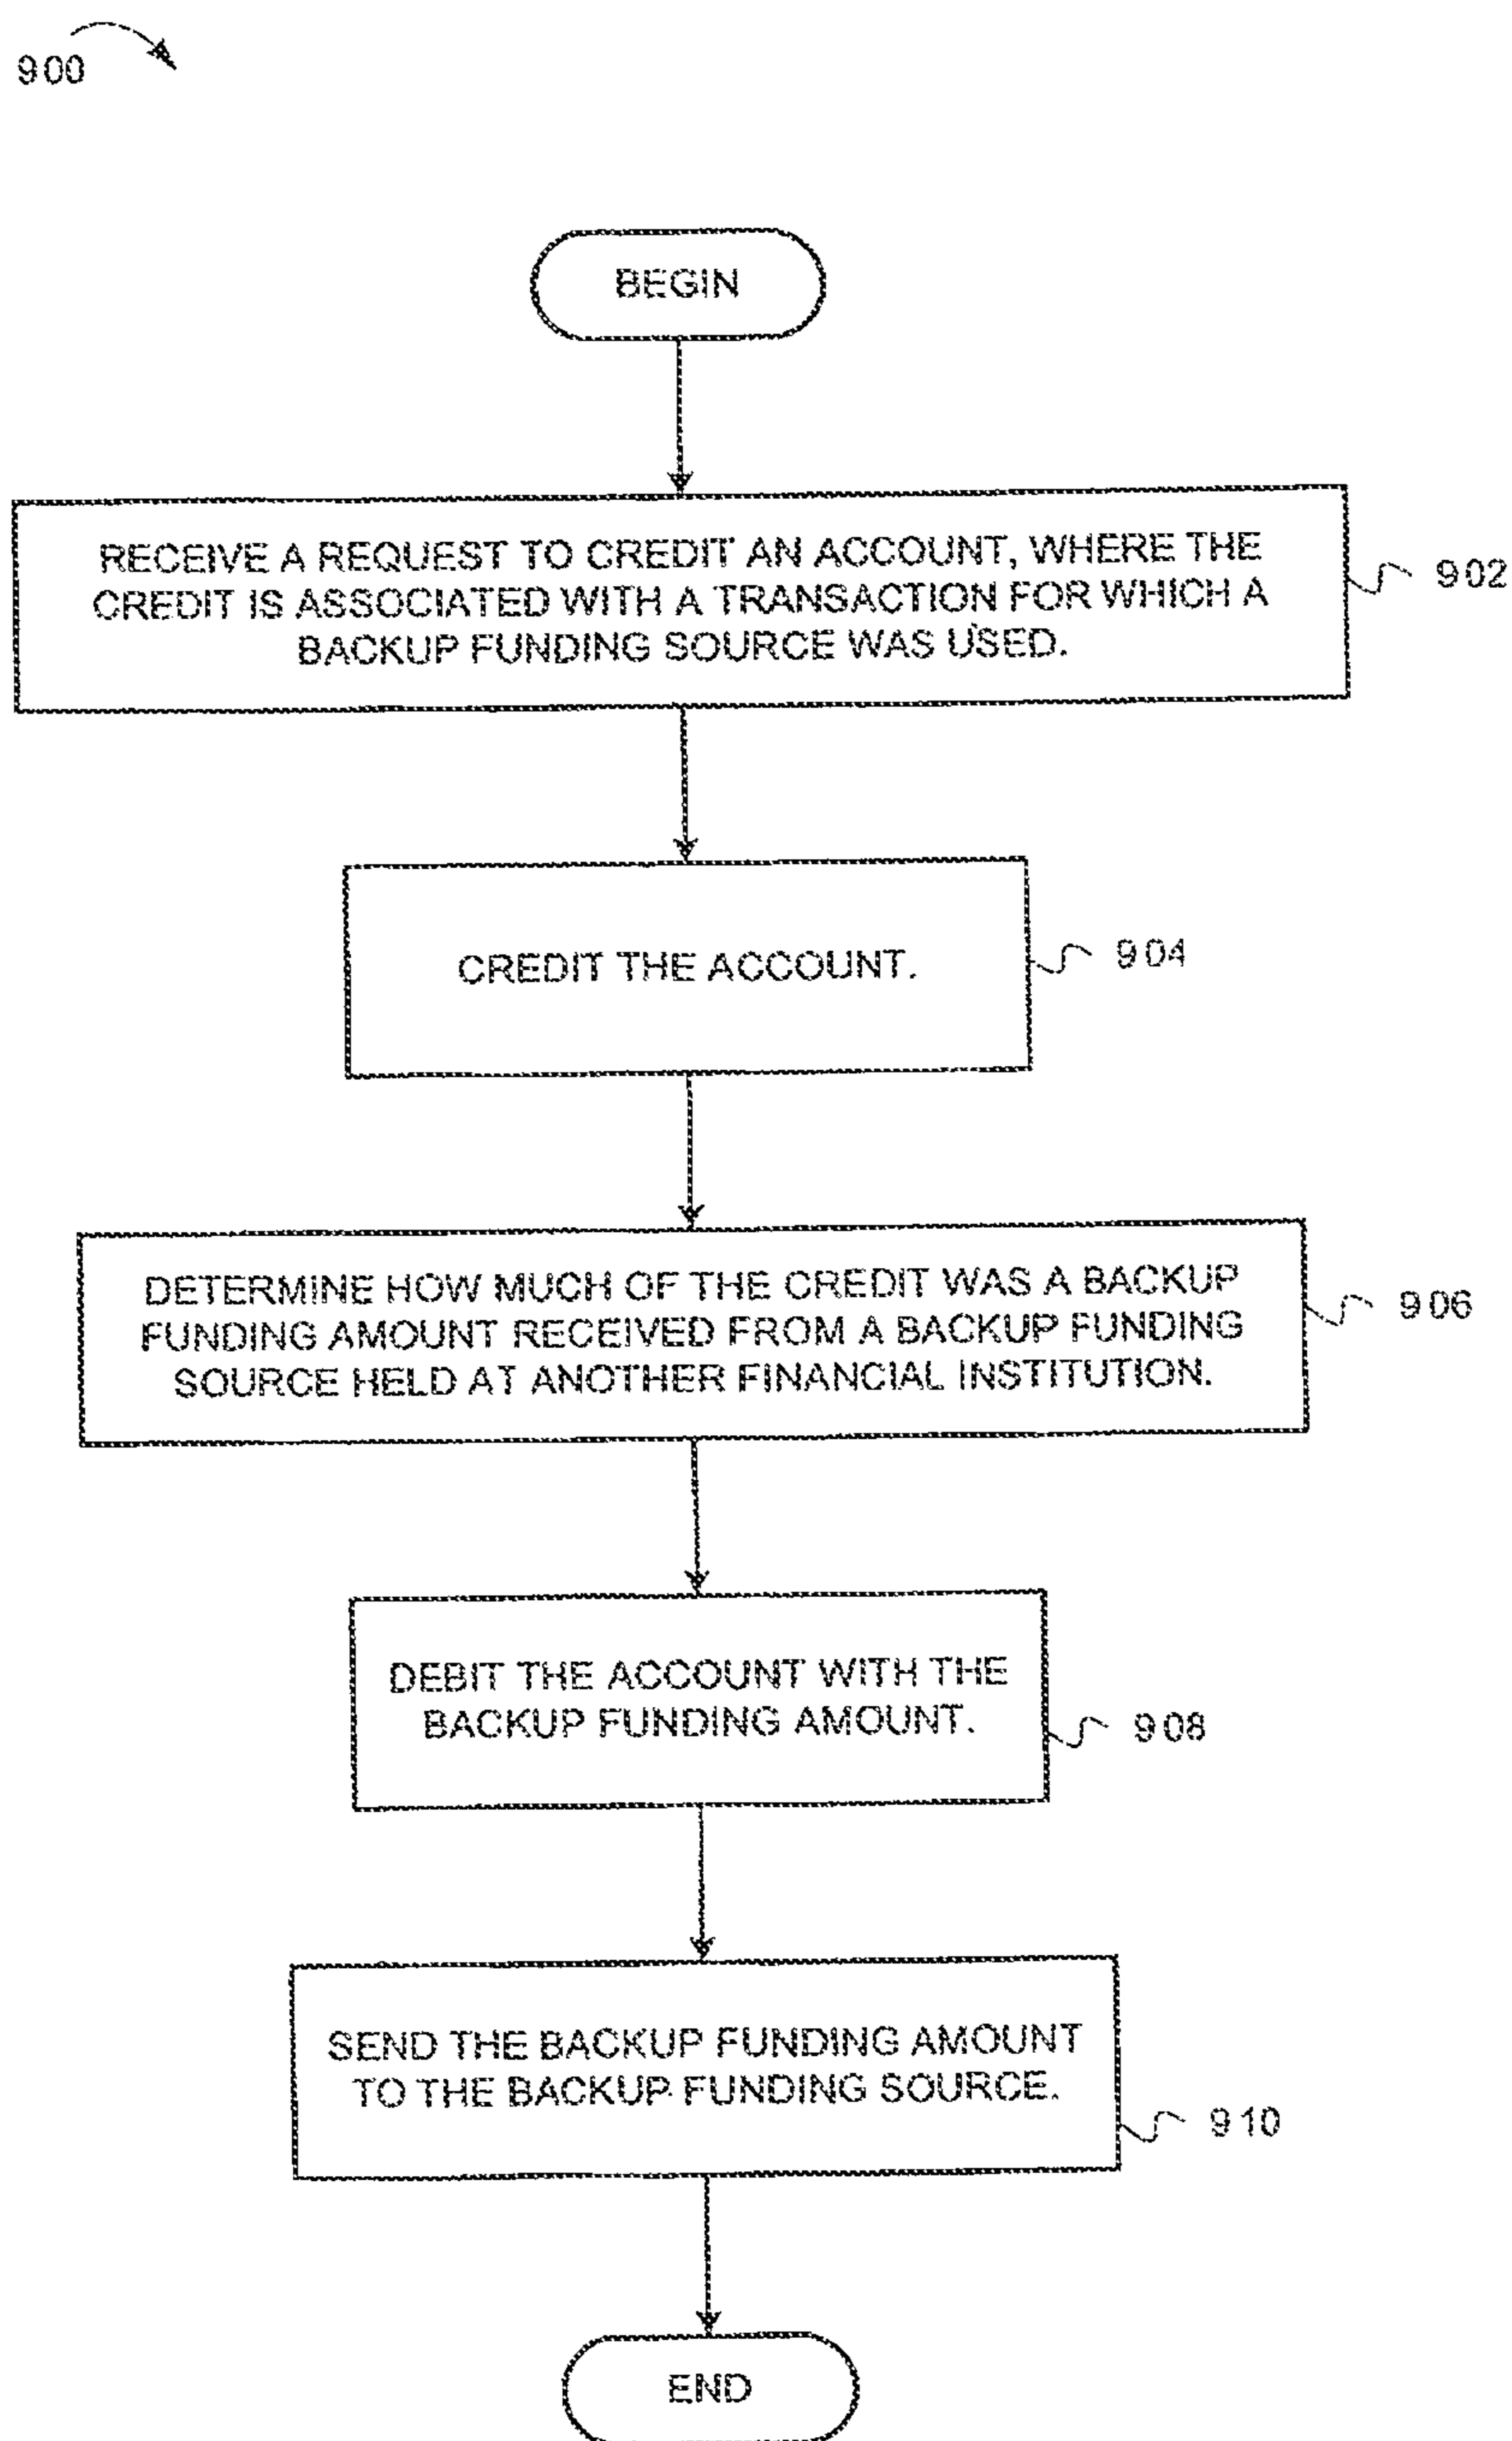 900
BEGIN
RECEIVE A REQUEST TO CREDIT AN ACCOUNT, WHERE THE
CREDIT IS ASSOCIATED WITH A TRANSACTION FOR WHICH A
BACKUP FUNDING SOURCE WAS USED.
902
CREDIT THE ACCOUNT.
904
DETERMINE HOW MUCH OF THE CREDIT WAS A BACKUP
FUNDING AMOUNT RECEIVED FROM A BACKUP FUNDING
SOURCE HELD AT ANOTHER FINANCIAL INSTITUTION.
906
DEBIT THE ACCOUNT WITH THE
BACKUP FUNDING AMOUNT.
908
SEND THE BACKUP FUNDING AMOUNT
TO THE BACKUP FUNDING SOURCE.
910
END